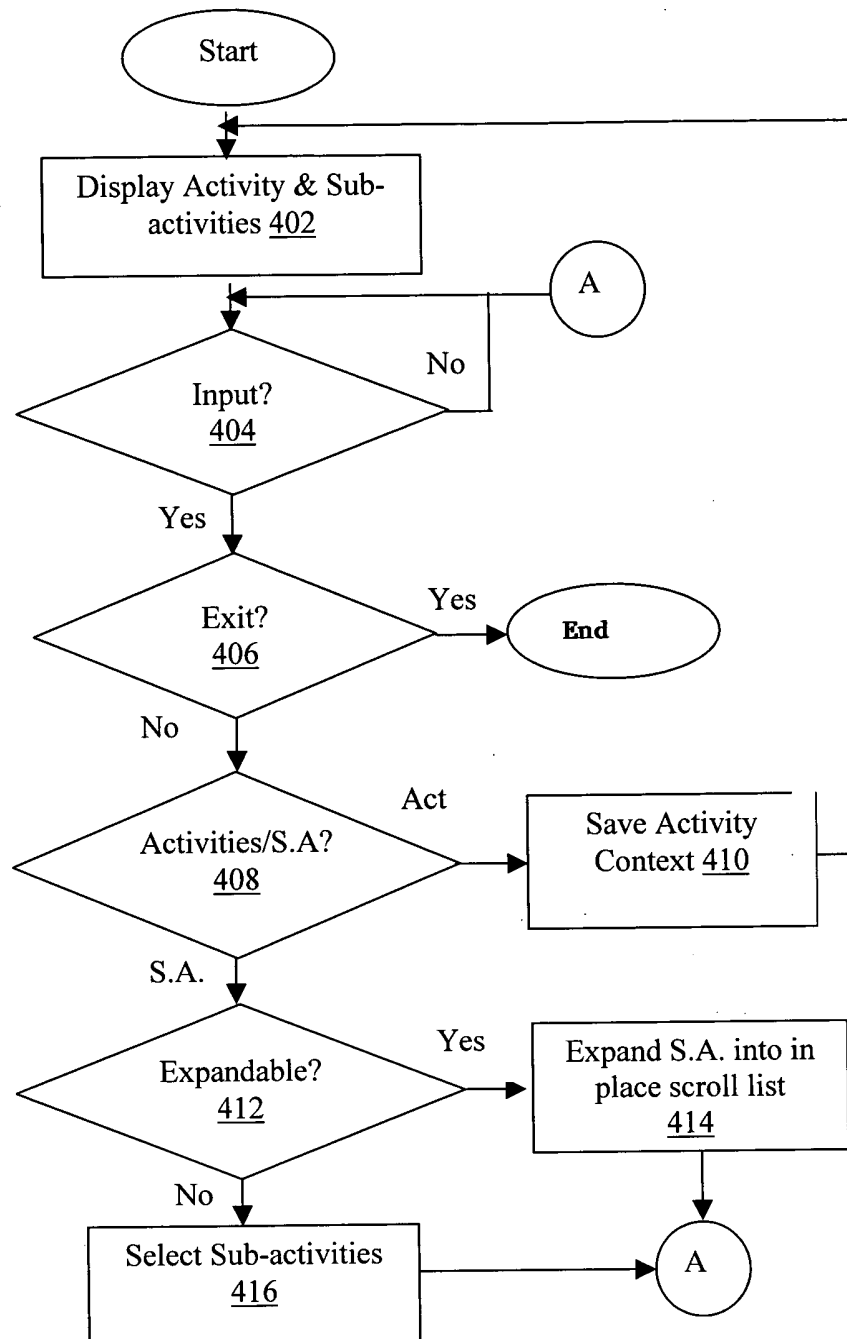 Start
Display Activity & Sub-
activities 402
A
No
Input?
404
Yes
Exit?
406
Yes
End
No
Activities/S.A?
408
Act
Save Activity
Context 410
S.A.
Expandable?
412
Yes
Expand S.A. into in
place scroll list
414
No
Select Sub-activities
416
A